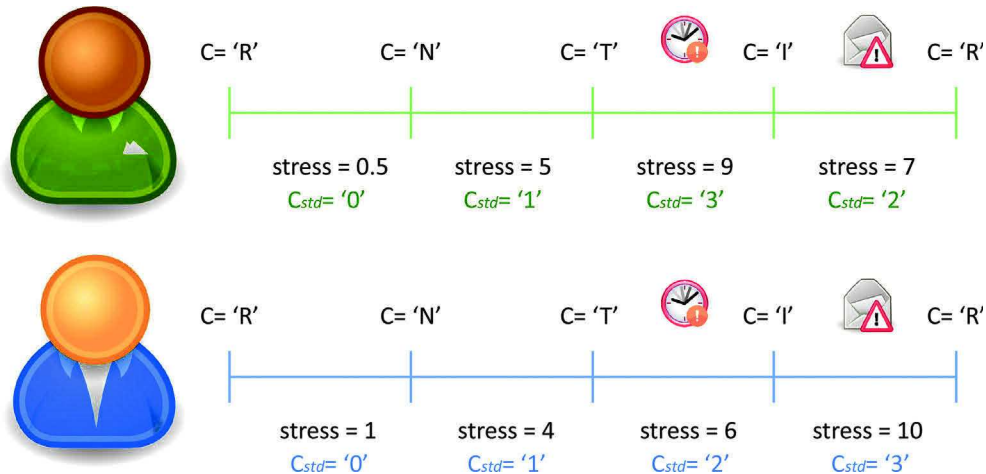 C= ‘R’ C= ‘N’ C= ‘T’ C= ‘I’ C= ‘R’
stress = 0.5 stress = 5 stress = 9 stress = 7
Cstd= ‘0’ Cstd= ‘1’ Cstd= ‘3’ Cstd= ‘2’
C= ‘R’ C= ‘N’ C= ‘T’ C= ‘I’ C= ‘R’
stress = 1 stress = 4 stress = 6 stress = 10
Cstd= ‘0’ Cstd= ‘1’ Cstd= ‘2’ Cstd= ‘3’